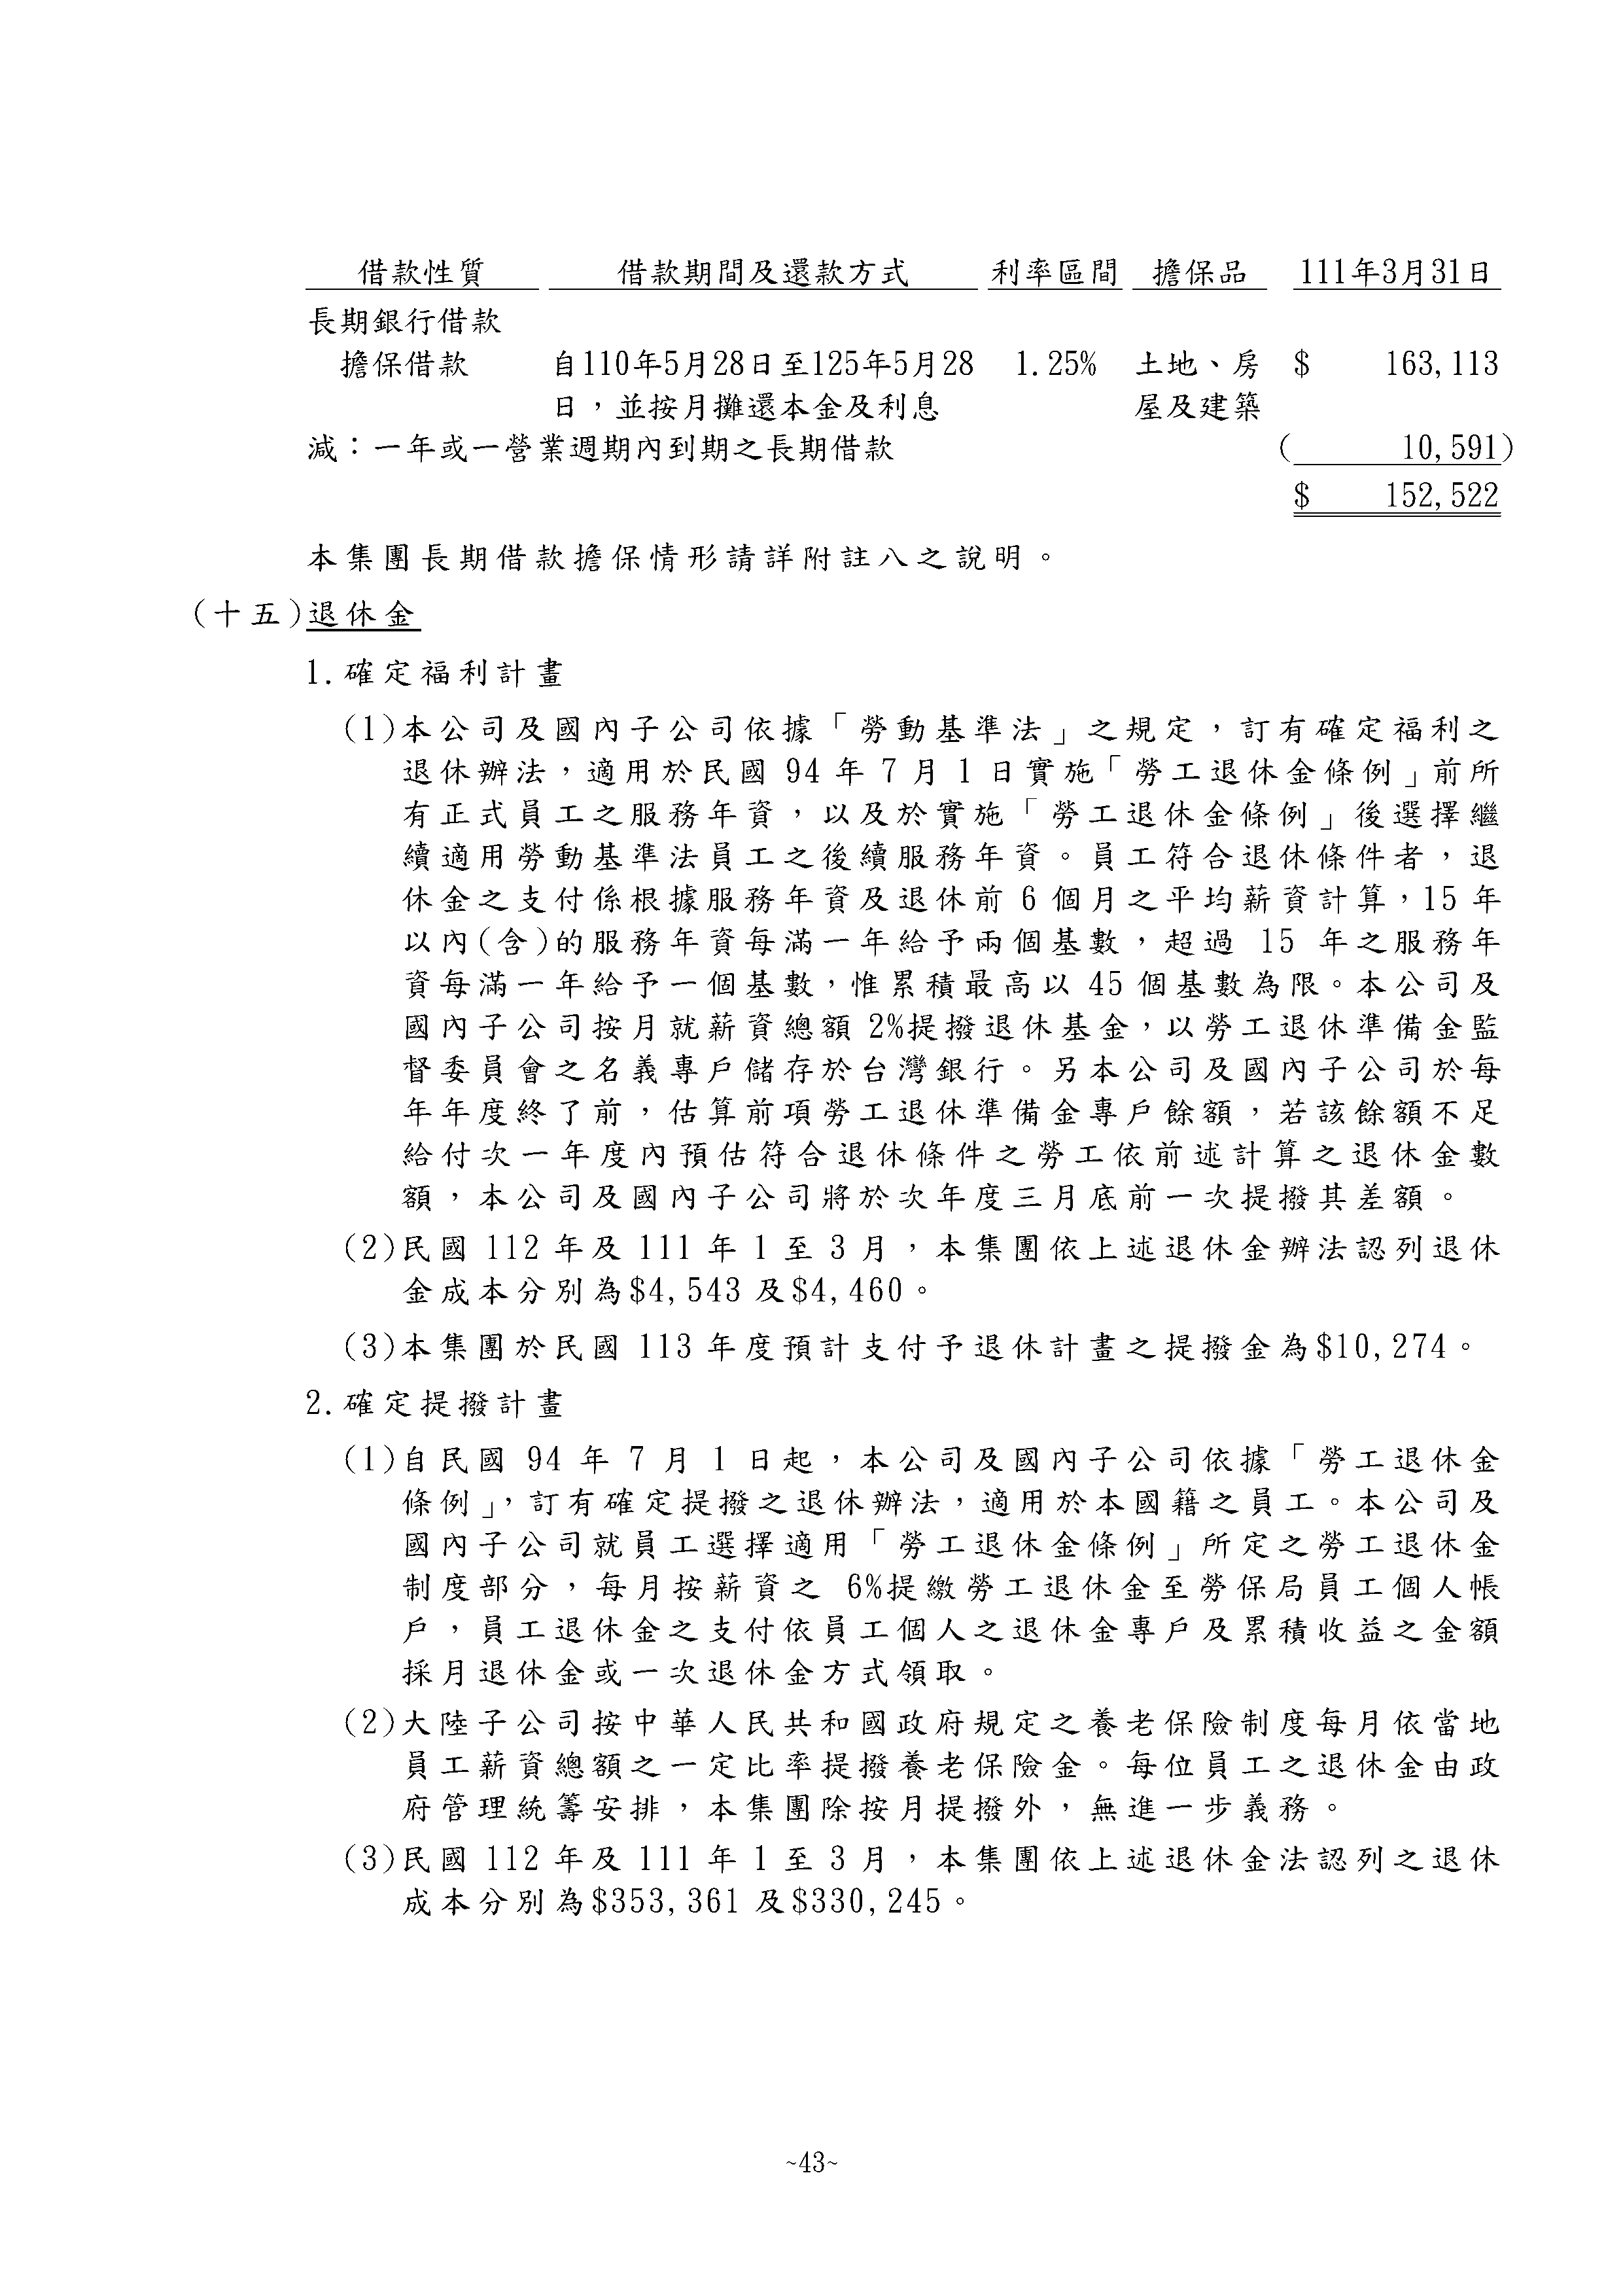 借款性質 借款期間及還款方式 利率區間 擔保品 111年3月31日
長期銀行借款
擔保借款 自110年5月28日至125年5月28 1.25% 土地、房 $ 163,113
日，並按月攤還本金及利息 屋及建築
減：一年或一營業週期內到期之長期借款 ( 10,591)
$ 152,522
本集團長期借款擔保情形請詳附註八之說明。
(十五)退休金
1.確定福利計畫
(1)本公司及國內子公司依據「勞動基準法」之規定，訂有確定福利之
退休辦法，適用於民國 94 年 7 月 1 日實施「勞工退休金條例」前所
有正式員工之服務年資，以及於實施「勞工退休金條例」後選擇繼
續適用勞動基準法員工之後續服務年資。員工符合退休條件者，退
休金之支付係根據服務年資及退休前 6 個月之平均薪資計算，15 年
以內(含)的服務年資每滿一年給予兩個基數，超過 15 年之服務年
資每滿一年給予一個基數，惟累積最高以 45 個基數為限。本公司及
國內子公司按月就薪資總額 2%提撥退休基金，以勞工退休準備金監
督委員會之名義專戶儲存於台灣銀行。另本公司及國內子公司於每
年年度終了前，估算前項勞工退休準備金專戶餘額，若該餘額不足
給付次一年度內預估符合退休條件之勞工依前述計算之退休金數
額，本公司及國內子公司將於次年度三月底前一次提撥其差額。
(2)民國 112 年及 111 年 1 至 3 月，本集團依上述退休金辦法認列退休
金成本分別為$4,543 及$4,460。
(3)本集團於民國 113 年度預計支付予退休計畫之提撥金為$10,274。
2.確定提撥計畫
(1)自民國 94 年 7 月 1 日起，本公司及國內子公司依據「勞工退休金
條例」，訂有確定提撥之退休辦法，適用於本國籍之員工。本公司及
國內子公司就員工選擇適用「勞工退休金條例」所定之勞工退休金
制度部分，每月按薪資之 6%提繳勞工退休金至勞保局員工個人帳
戶，員工退休金之支付依員工個人之退休金專戶及累積收益之金額
採月退休金或一次退休金方式領取。
(2)大陸子公司按中華人民共和國政府規定之養老保險制度每月依當地
員工薪資總額之一定比率提撥養老保險金。每位員工之退休金由政
府管理統籌安排，本集團除按月提撥外，無進一步義務。
(3)民國 112 年及 111 年 1 至 3 月，本集團依上述退休金法認列之退休
成本分別為$353,361 及$330,245。
~43~